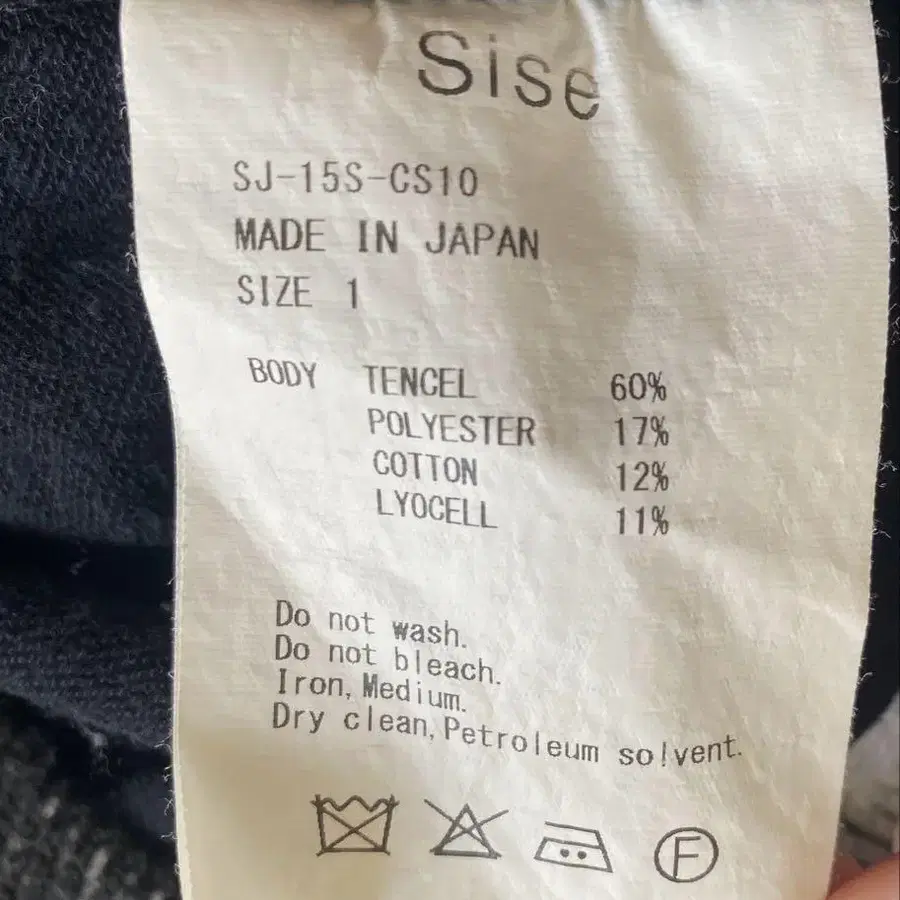 Sise
SJ-15S-CS10
MADE IN JAPAN
SIZE 1
BODY TENCEL 60%
POLYESTER 17%
COTTON 12%
LYOCELL 11%
Do not wash.
Do not bleach.
Iron, Medium.
Dry clean, Petroleum solvent.
F